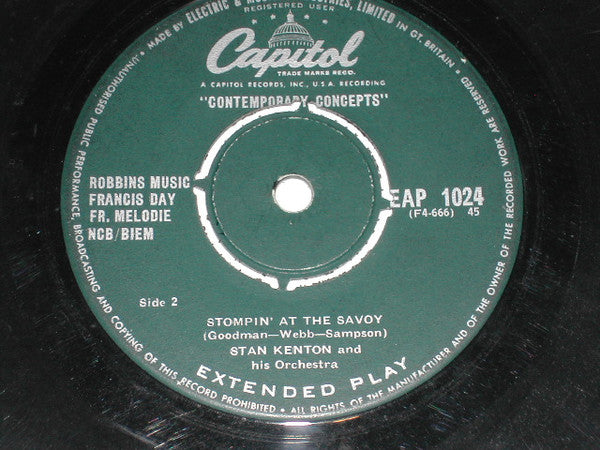 MADE BY ELECTRIC & MUSICAL INDUSTRIES, LIMITED IN GT. BRITAIN •
REGISTERED USER
Capitol
TRADE MARKS REGD.
A CAPITOL RECORDS, INC., U.S.A. RECORDING
"CONTEMPORARY CONCEPTS"
ROBBINS MUSIC
FRANCIS DAY
FR. MELODIE
NCB/BIEM
EAP 1024
(F4-666) 45
Side 2
STOMPIN' AT THE SAVOY
(Goodman—Webb—Sampson)
STAN KENTON and
his Orchestra
EXTENDED PLAY
ALL RIGHTS OF THE MANUFACTURER AND OF THE OWNER OF THE RECORDED WORK ARE RESERVED
• UNAUTHORISED PUBLIC PERFORMANCE, BROADCASTING AND COPYING OF THIS RECORD PROHIBITED •